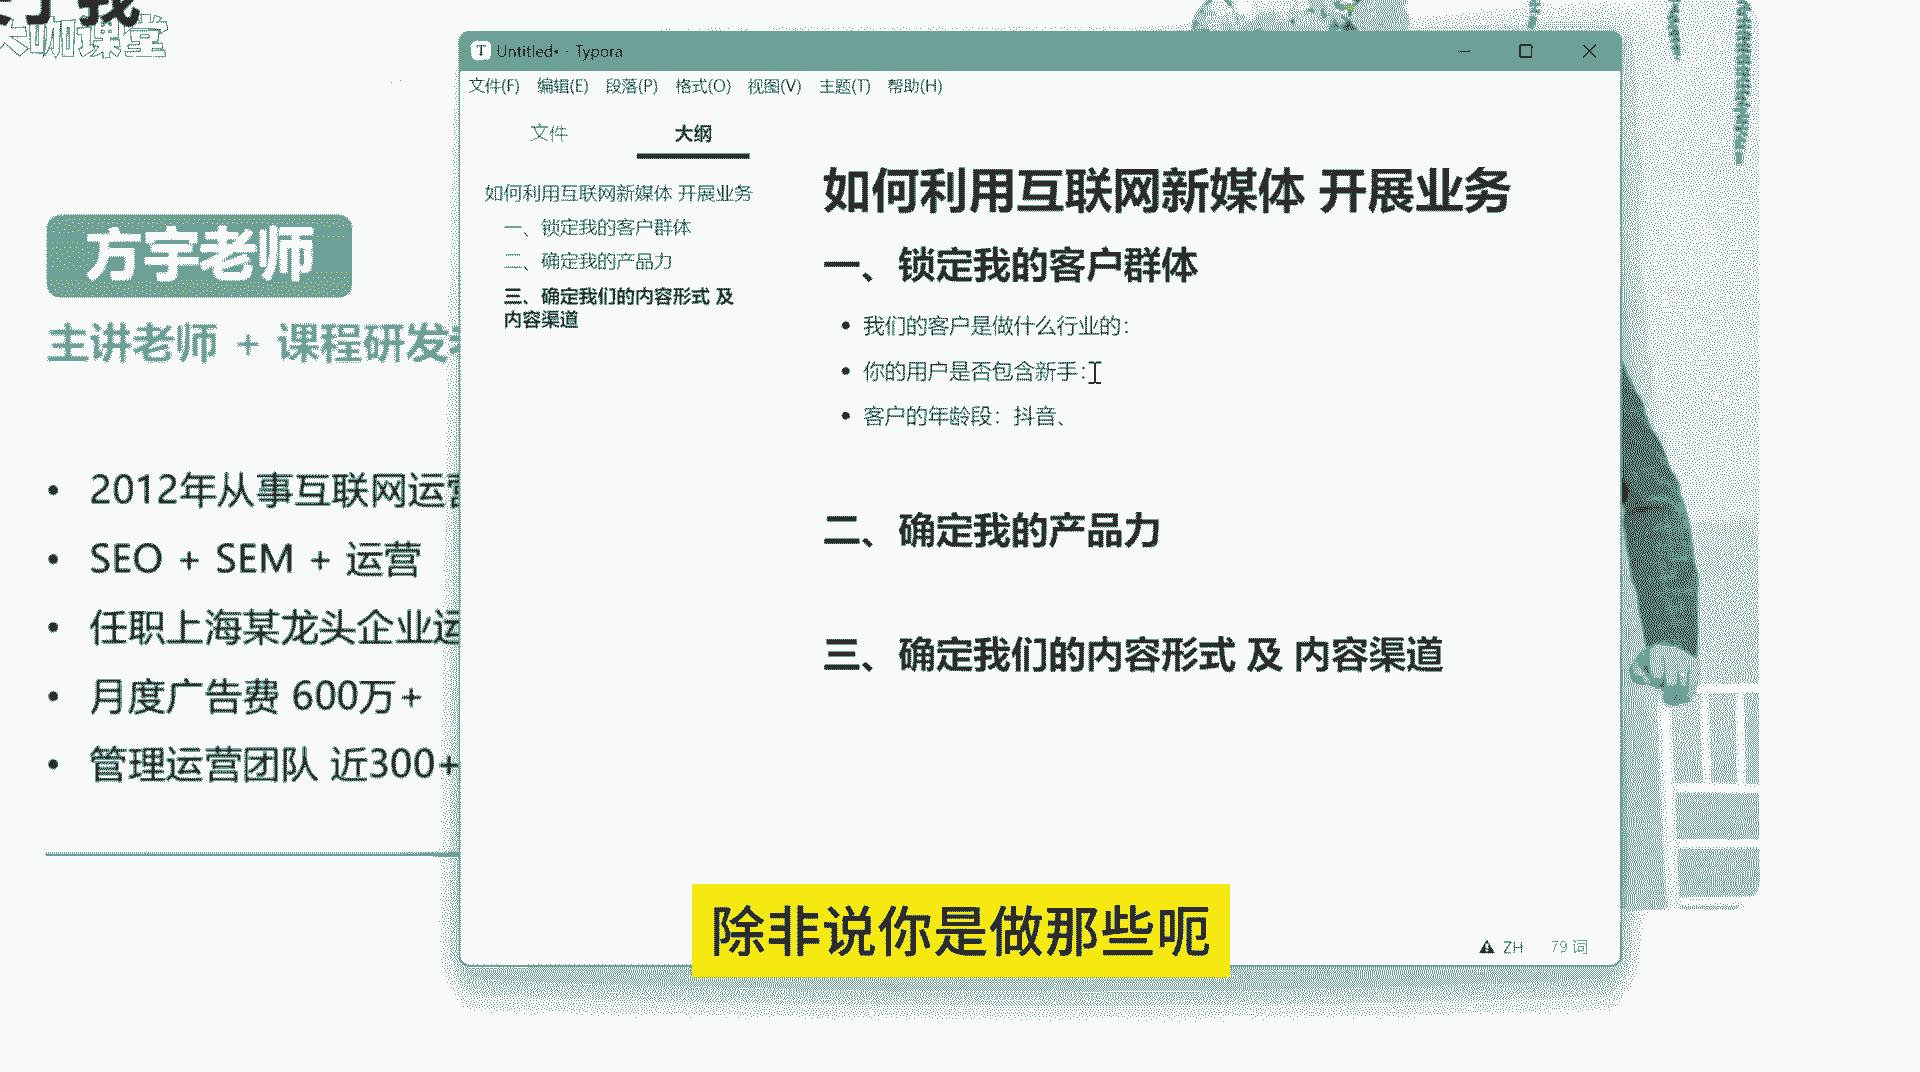 大咖课堂
方宇老师
主讲老师 + 课程研发
2012年从事互联网运营
SEO + SEM + 运营
任职上海某龙头企业运
月度广告费 600万+
管理运营团队 近300+
Untitled• - Typora
文件(F) 编辑(E) 段落(P) 格式(O) 视图(V) 主题(T) 帮助(H)
文件 大纲
如何利用互联网新媒体 开展业务
一、锁定我的客户群体
二、确定我的产品力
三、确定我们的内容形式 及
内容渠道
如何利用互联网新媒体 开展业务
一、锁定我的客户群体
我们的客户是做什么行业的:
你的用户是否包含新手:
客户的年龄段：抖音、
二、确定我的产品力
三、确定我们的内容形式 及 内容渠道
ZH 79 词
除非说你是做那些呃